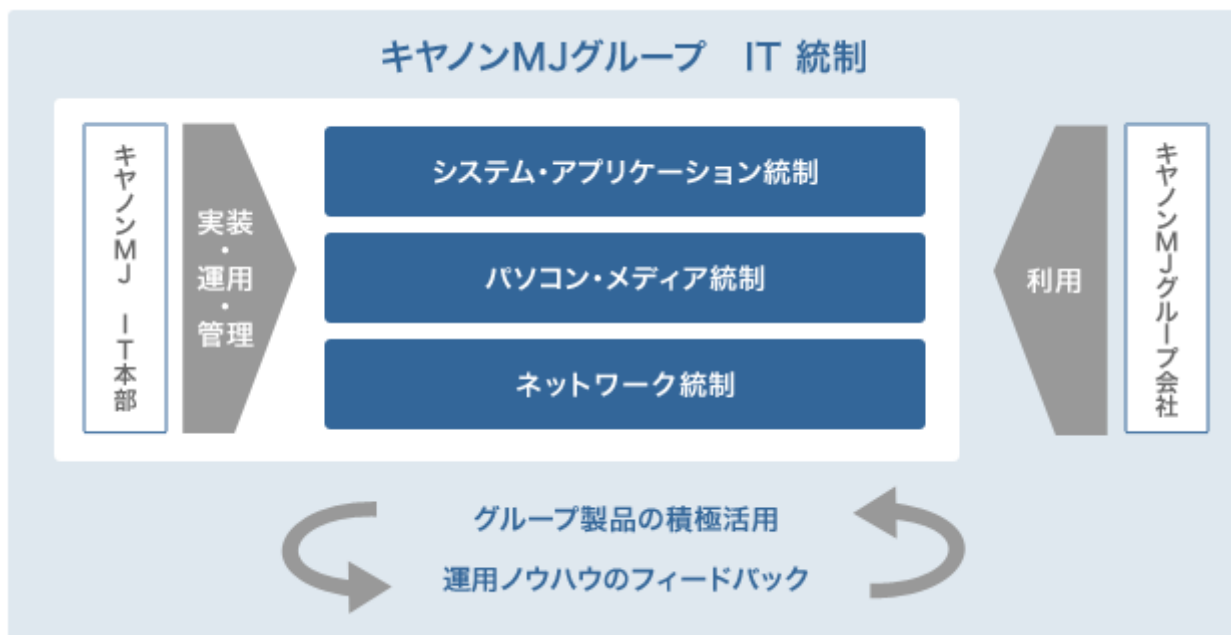 キヤノンMJグループ　IT 統制
キヤノンMJ　IT本部
実装
・
運用
・
管理
システム・アプリケーション統制
パソコン・メディア統制
ネットワーク統制
利用
キヤノンMJグループ会社
グループ製品の積極活用
運用ノウハウのフィードバック